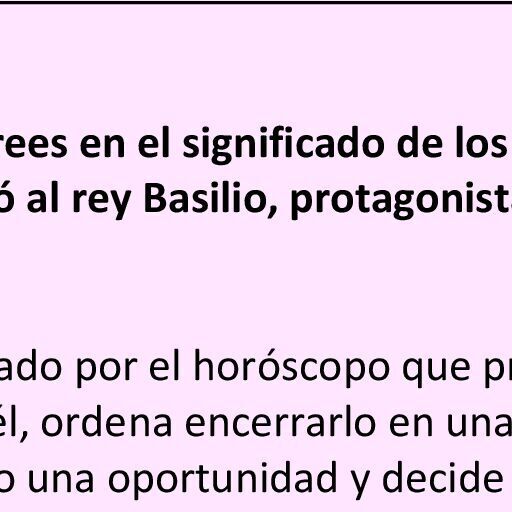 rees en el significado de los
ó al rey Basilio, protagonist
ado por el horóscopo que p
él, ordena encerrarlo en una
o una oportunidad y decide